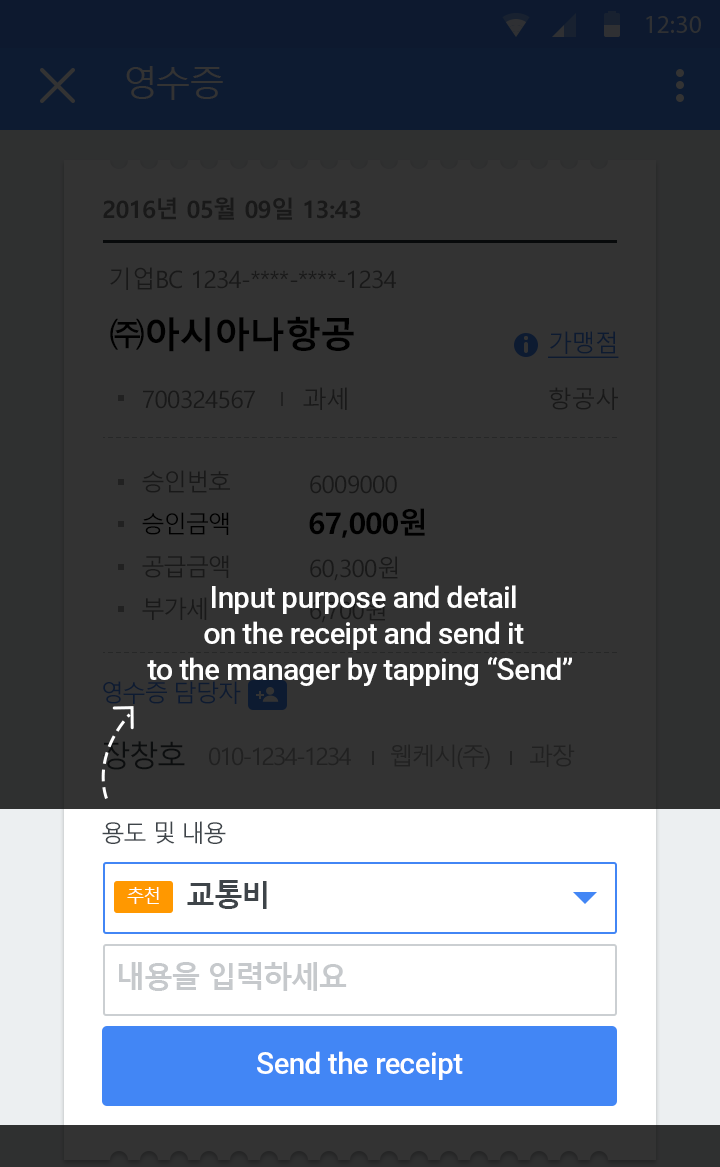 12:30
영수증
2016년 05월 09일 13:43
기업BC 1234-****-****-1234
㈜아시아나항공
가맹점
700324567 과세 항공사
승인번호 6009000
승인금액 67,000원
공급금액 60,300원
부가세 6,700원
Input purpose and detail
on the receipt and send it
to the manager by tapping “Send”
영수증 담당자
장창호 010-1234-1234 웹케시(주) 과장
용도 및 내용
추천 교통비
내용을 입력하세요
Send the receipt